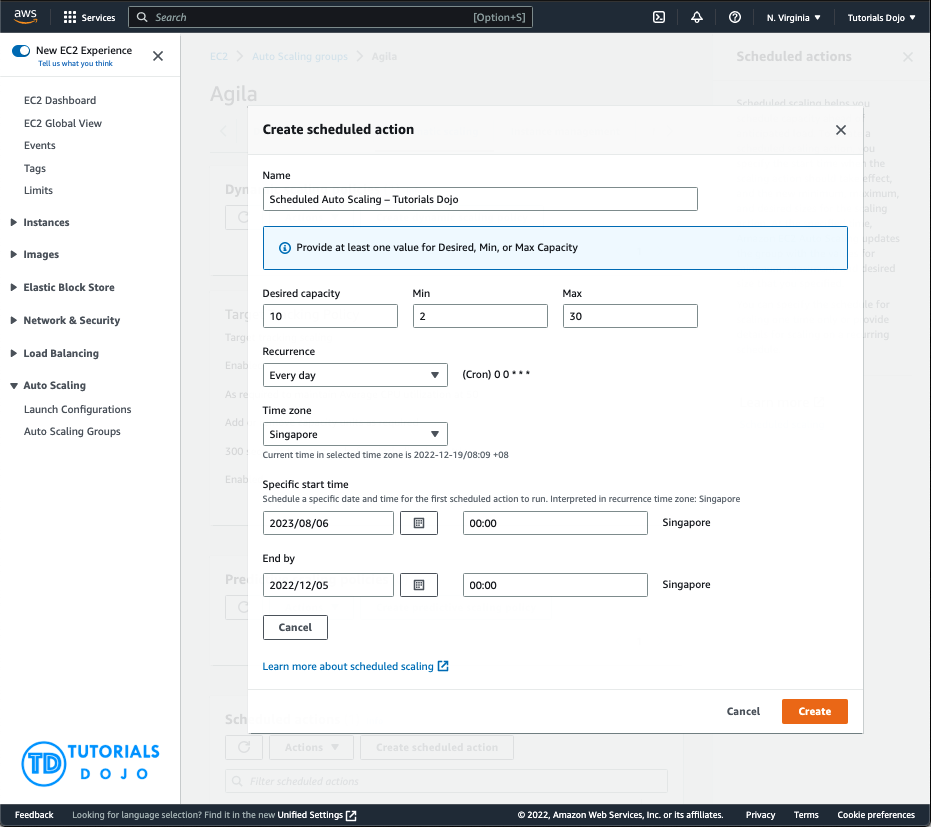 aws
Services
Search [Option+S]
N. Virginia
Tutorials Dojo
New EC2 Experience
Tell us what you think
EC2 Dashboard
EC2 Global View
Events
Tags
Limits
Instances
Images
Elastic Block Store
Network & Security
Load Balancing
Auto Scaling
Launch Configurations
Auto Scaling Groups
TUTORIALS
DOJO
TD
EC2 Auto Scaling groups Agila
Agila
Scheduled actions
Scheduled scaling helps you
Create scheduled action
Name
Scheduled Auto Scaling – Tutorials Dojo
Provide at least one value for Desired, Min, or Max Capacity
Desired capacity Min Max
10 2 30
Recurrence
Every day (Cron) 0 0 * * *
Time zone
Singapore
Current time in selected time zone is 2022-12-19/08:09 +08
Specific start time
Schedule a specific date and time for the first scheduled action to run. Interpreted in recurrence time zone: Singapore
2023/08/06 00:00 Singapore
End by
2022/12/05 00:00 Singapore
Cancel
Learn more about scheduled scaling
Cancel Create
Actions Create scheduled action
Filter scheduled actions
Feedback Looking for language selection? Find it in the new Unified Settings © 2022, Amazon Web Services, Inc. or its affiliates. Privacy Terms Cookie preferences